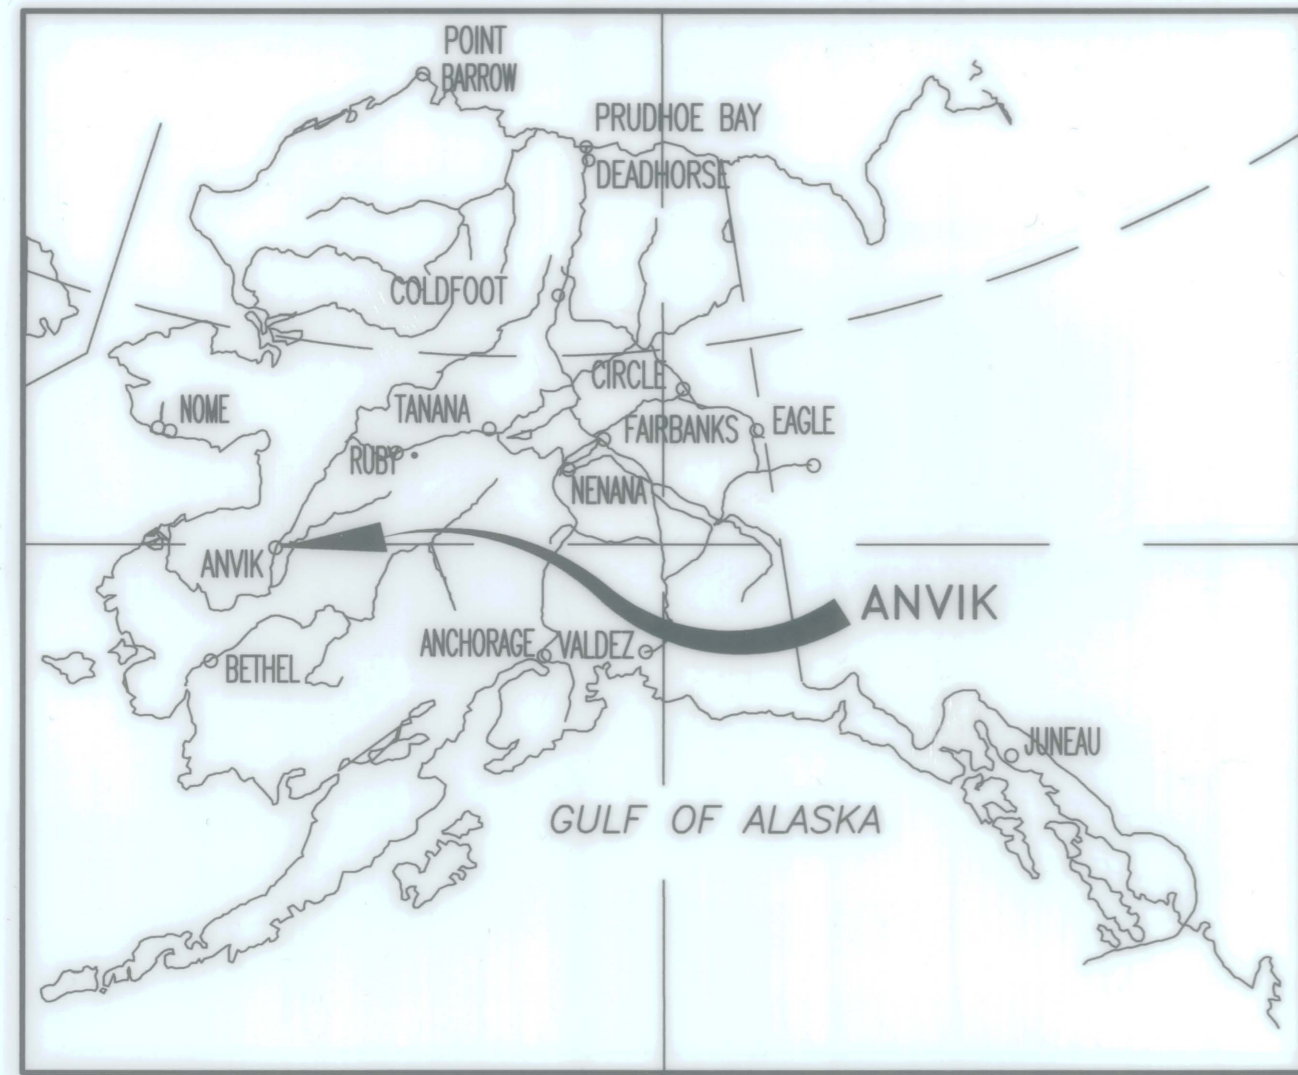 POINT
BARROW
PRUDHOE BAY
DEADHORSE
COLDFOOT
CIRCLE
NOME
TANANA
FAIRBANKS
EAGLE
RUBY
NENANA
ANVIK
ANVIK
ANCHORAGE
VALDEZ
BETHEL
JUNEAU
GULF OF ALASKA